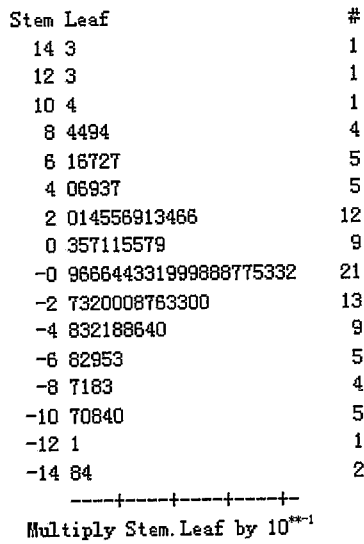 Stem Leaf #
14 3 1
12 3 1
10 4 1
8 4494 4
6 16727 5
4 06937 5
2 014556913466 12
0 357115579 9
-0 966644331999888775332 21
-2 7320008763300 13
-4 832188640 9
-6 82953 5
-8 7183 4
-10 70840 5
-12 1 1
-14 84 2
----+----+----+----+-
Multiply Stem.Leaf by 10**-1